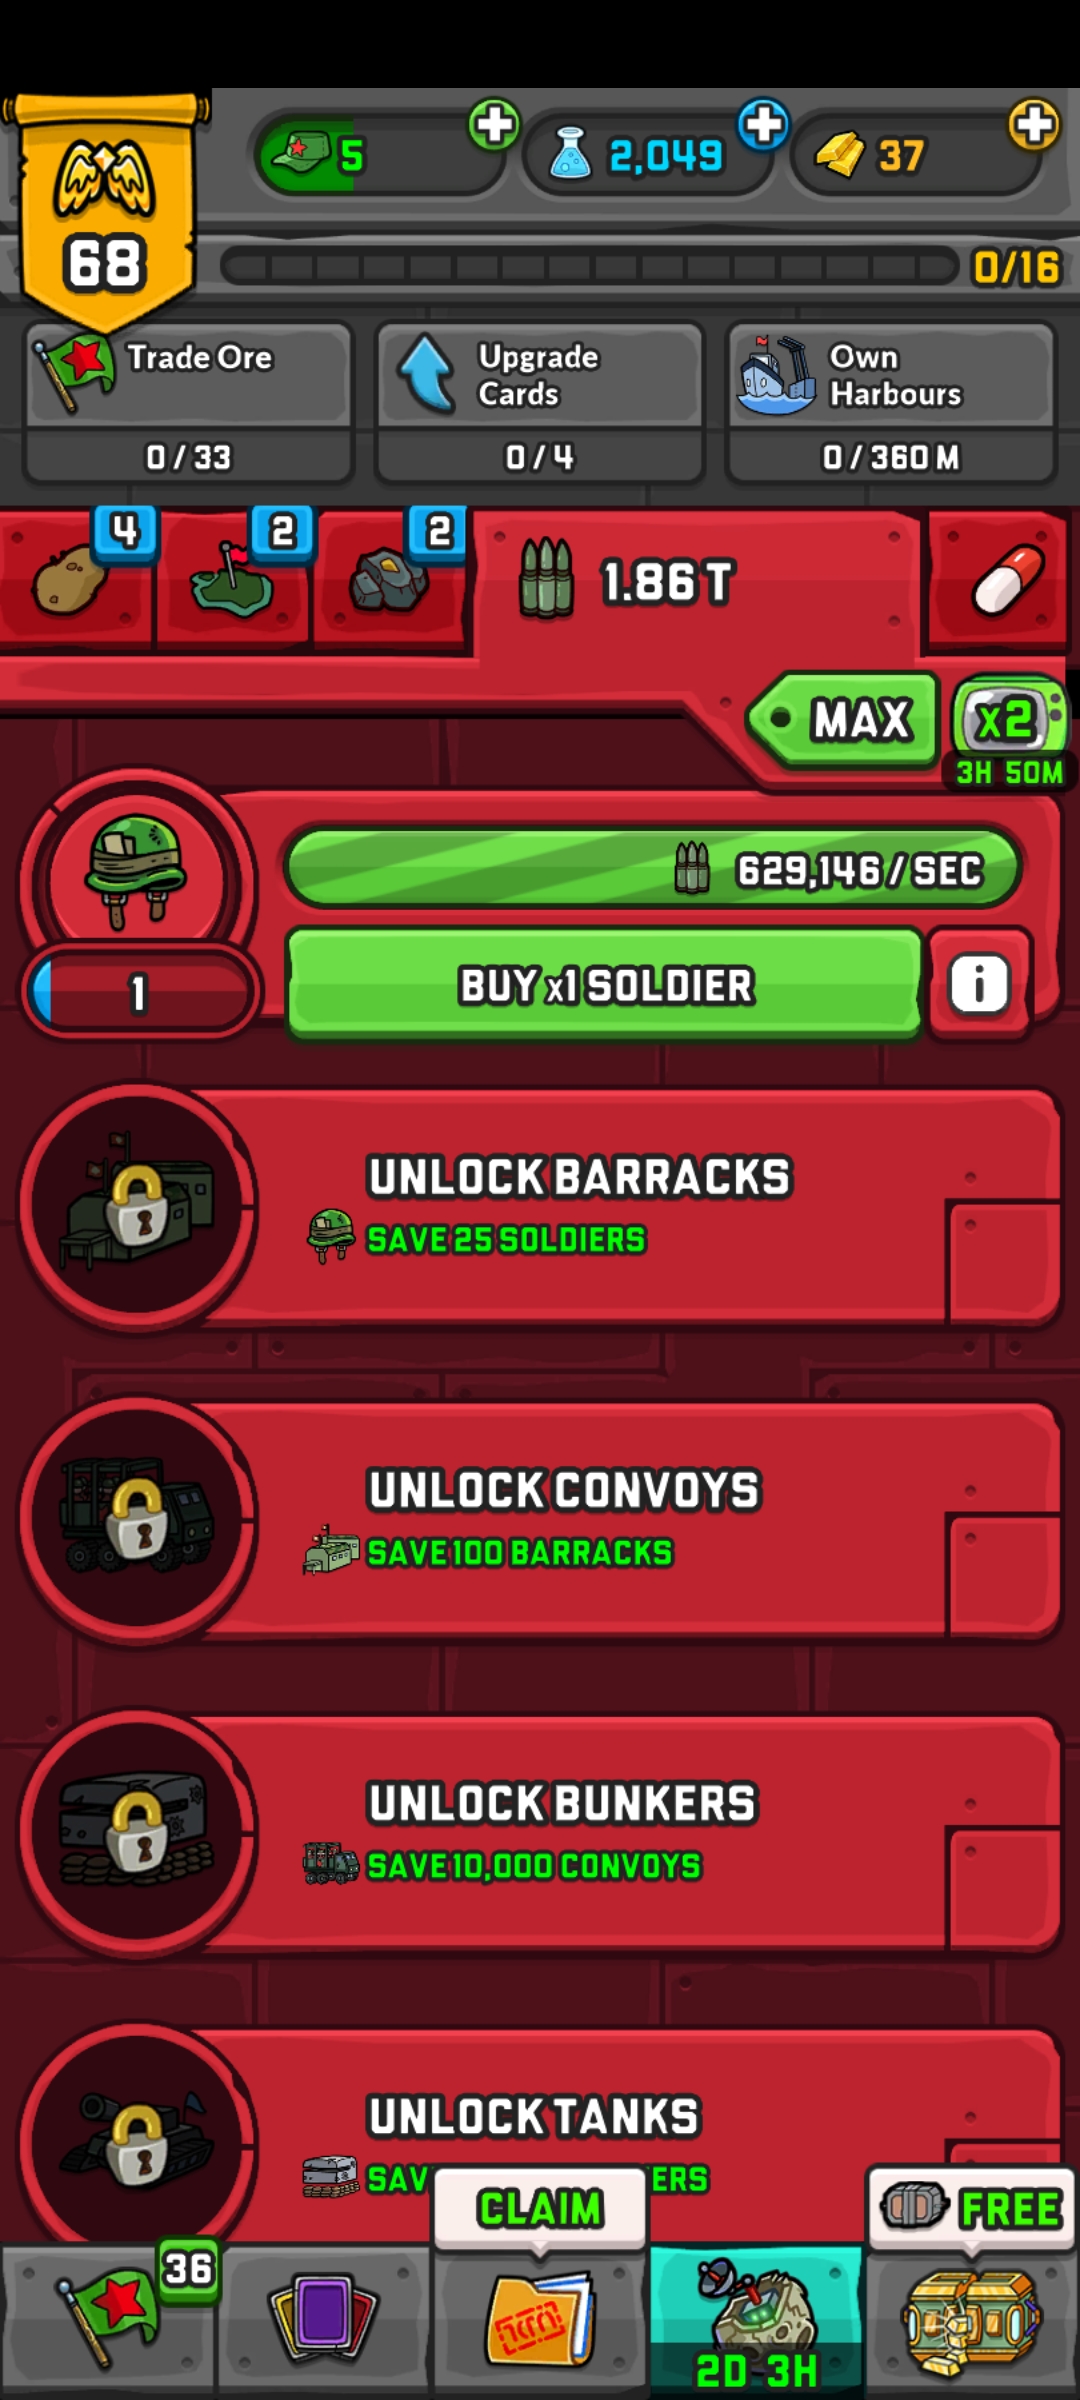 5
2,049
37
68
0/16
Trade Ore
0 / 33
Upgrade
Cards
0 / 4
Own
Harbours
0 / 360 M
4
2
2
1.86 T
MAX
x2
3H 50M
629,146 / SEC
1
BUY x1 SOLDIER
i
UNLOCK BARRACKS
SAVE 25 SOLDIERS
UNLOCK CONVOYS
SAVE 100 BARRACKS
UNLOCK BUNKERS
SAVE 10,000 CONVOYS
UNLOCK TANKS
CLAIM
FREE
36
2D 3H